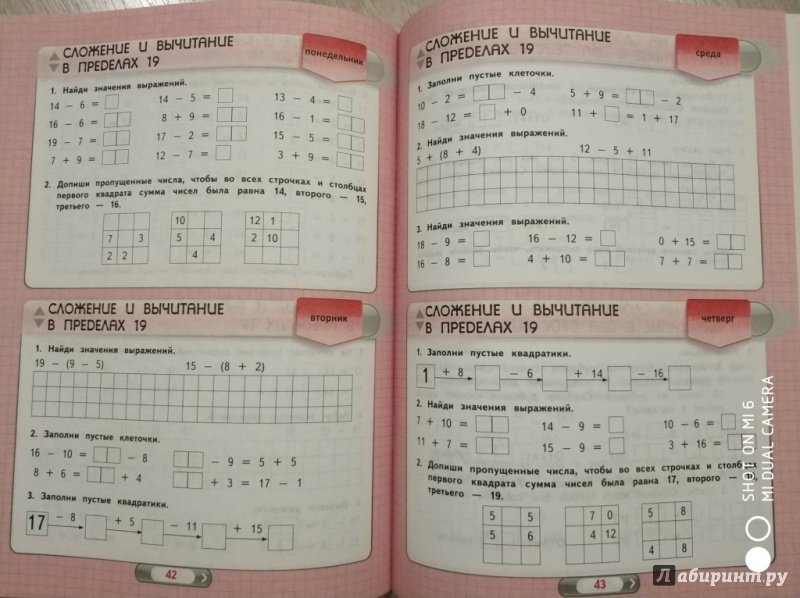 СЛОЖЕНИЕ И ВЫЧИТАНИЕ
В ПРЕДЕЛАХ 19
понедельник
1. Найди значения выражений.
14 − 6 = 14 − 5 = 13 − 4 =
16 − 6 = 8 + 9 = 16 − 1 =
19 − 7 = 17 − 2 = 15 − 5 =
7 + 9 = 12 − 7 = 3 + 9 =
2. Допиши пропущенные числа, чтобы во всех строчках и столбцах
первого квадрата сумма чисел была равна 14, второго — 15,
третьего — 16.
10 12 1
7 3 5 4 2 10
2 2 4
СЛОЖЕНИЕ И ВЫЧИТАНИЕ
В ПРЕДЕЛАХ 19
вторник
1. Найди значения выражений.
19 − (9 − 5) 15 − (8 + 2)
2. Заполни пустые клеточки.
16 − 10 = − 8 − 9 = 5 + 5
8 + 6 = + 4 + 3 = 17 − 1
3. Заполни пустые квадратики.
17 − 8 + 5 − 11 + 15
42
СЛОЖЕНИЕ И ВЫЧИТАНИЕ
В ПРЕДЕЛАХ 19
среда
1. Заполни пустые клеточки.
10 − 2 = − 4 5 + 9 = − 2
18 − 12 = + 0 11 + = 1 + 17
2. Найди значения выражений.
5 + (8 + 4) 12 − 5 + 11
3. Найди значения выражений.
18 − 9 = 16 − 12 = 0 + 15 =
16 − 8 = 4 + 10 = 7 + 7 =
СЛОЖЕНИЕ И ВЫЧИТАНИЕ
В ПРЕДЕЛАХ 19
четверг
1. Заполни пустые квадратики.
1 + 8 − 6 + 14 − 16
2. Найди значения выражений.
7 + 10 = 14 − 9 = 10 − 6 =
11 + 7 = 15 − 9 = 3 + 16 =
2. Допиши пропущенные числа, чтобы во всех строчках и столбцах
первого квадрата сумма чисел была равна 17, второго —
третьего — 19.
5 5 7 0 5 8
5 6 4 12
4 8
43
SHOT ON MI 6
MI DUAL CAMERA
Лабиринт.ру